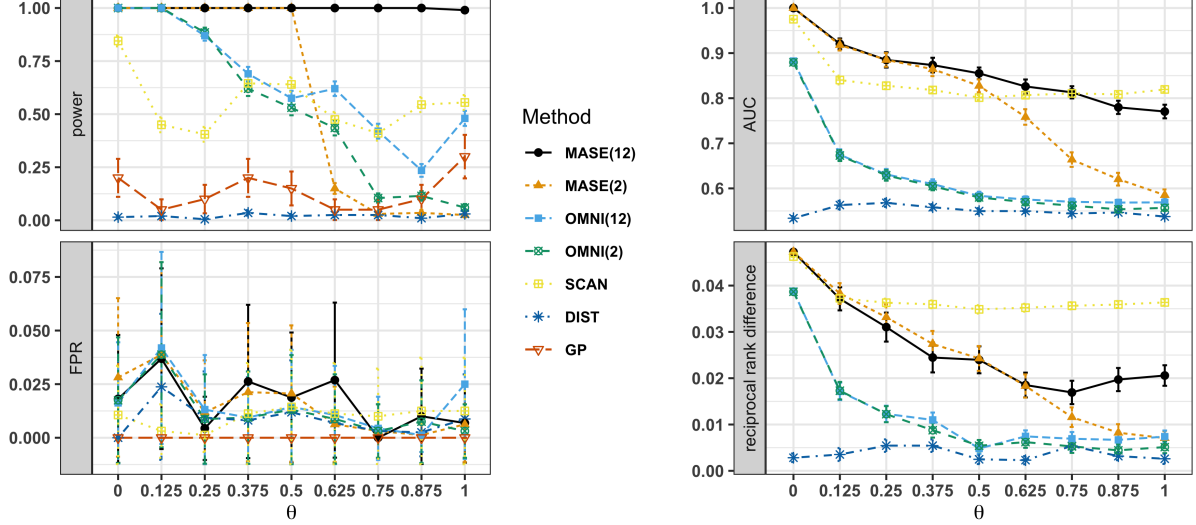 1.00
0.75
0.50
0.25
0.00
power
0.075
0.050
0.025
0.000
FPR
0 0.125 0.25 0.375 0.5 0.625 0.75 0.875 1
θ
Method
MASE(12)
MASE(2)
OMNI(12)
OMNI(2)
SCAN
DIST
GP
1.0
0.9
0.8
0.7
0.6
AUC
0.04
0.03
0.02
0.01
0.00
reciprocal rank difference
0 0.125 0.25 0.375 0.5 0.625 0.75 0.875 1
θ